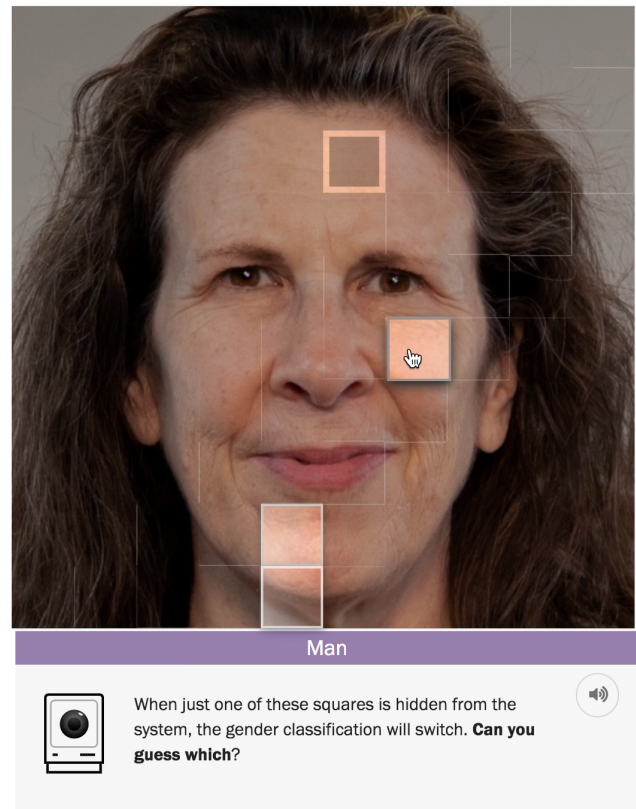 Man
When just one of these squares is hidden from the
system, the gender classification will switch. Can you
guess which?